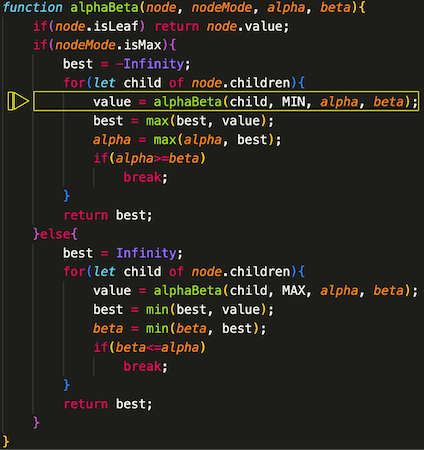 function alphaBeta(node, nodeMode, alpha, beta){
    if(node.isLeaf) return node.value;
    if(nodeMode.isMax){
        best = -Infinity;
        for(let child of node.children){
            value = alphaBeta(child, MIN, alpha, beta);
            best = max(best, value);
            alpha = max(alpha, best);
            if(alpha>=beta)
                break;
        }
        return best;
    }else{
        best = Infinity;
        for(let child of node.children){
            value = alphaBeta(child, MAX, alpha, beta);
            best = min(best, value);
            beta = min(beta, best);
            if(beta<=alpha)
                break;
        }
        return best;
    }
}